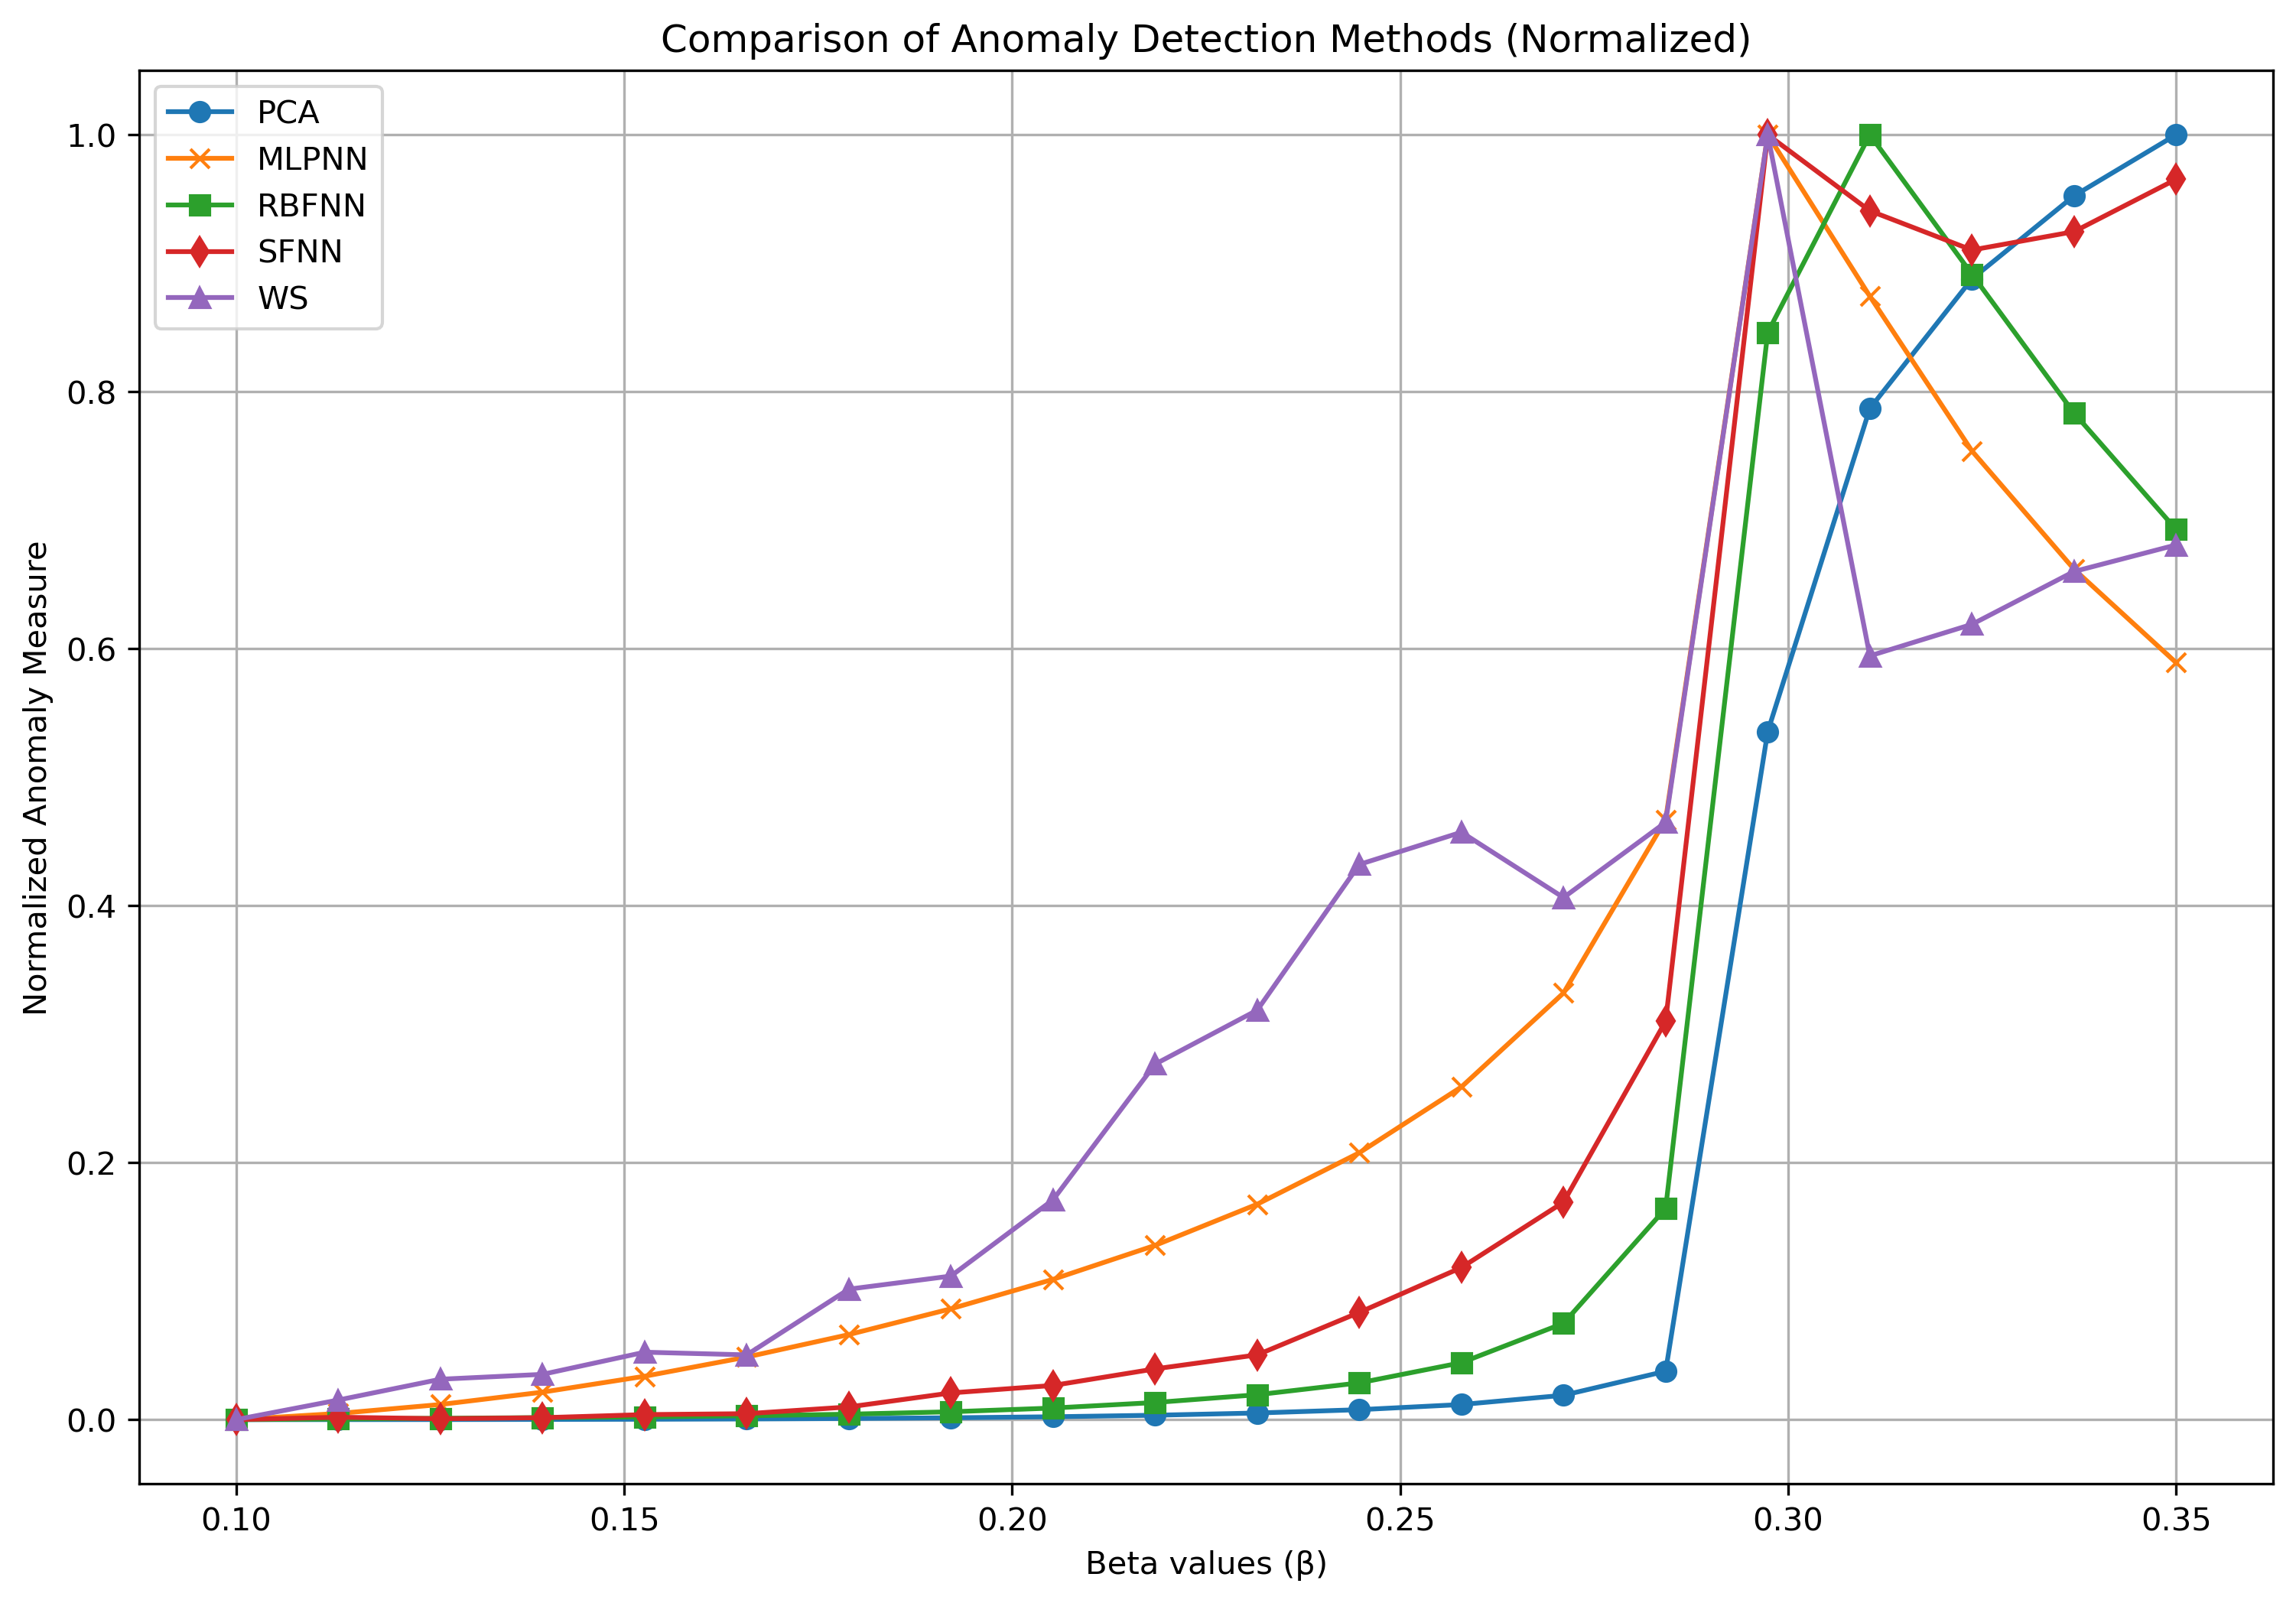 Comparison of Anomaly Detection Methods (Normalized)
PCA
MLPNN
RBFNN
SFNN
WS
Normalized Anomaly Measure
1.0
0.8
0.6
0.4
0.2
0.0
0.10 0.15 0.20 0.25 0.30 0.35
Beta values (β)